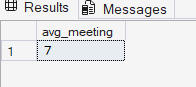 Results Messages
avg_meeting
1 7